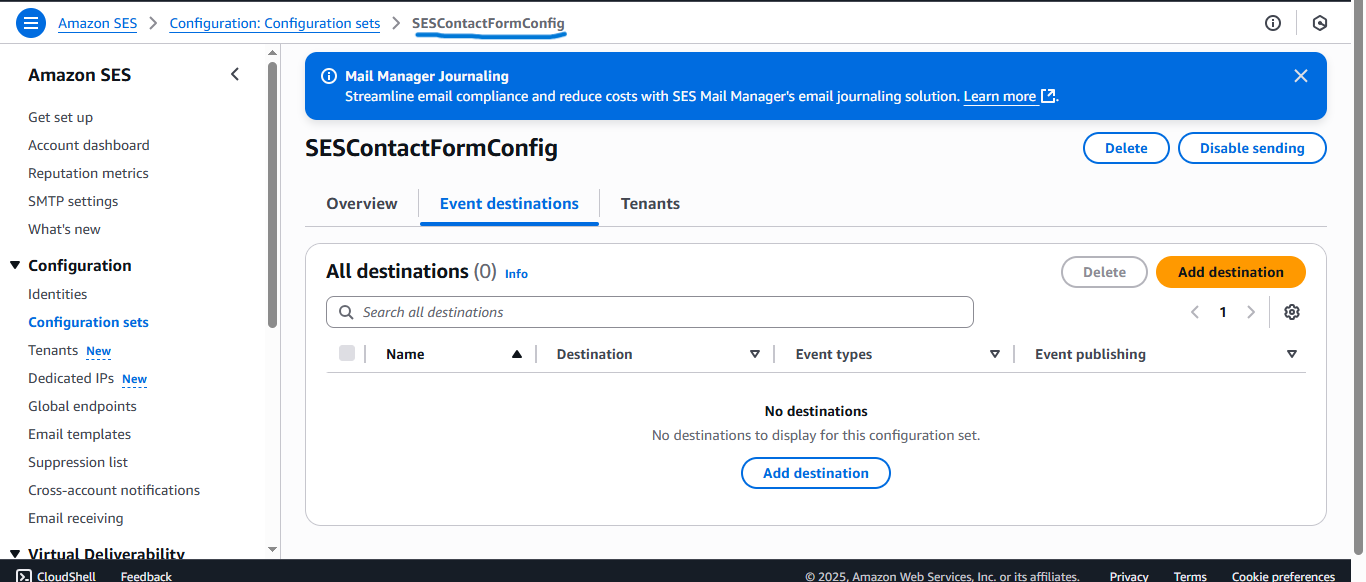 Amazon SES > Configuration: Configuration sets > SESContactFormConfig
Amazon SES
Get set up
Account dashboard
Reputation metrics
SMTP settings
What's new
Configuration
Identities
Configuration sets
Tenants New
Dedicated IPs New
Global endpoints
Email templates
Suppression list
Cross-account notifications
Email receiving
Virtual Deliverability
Mail Manager Journaling
Streamline email compliance and reduce costs with SES Mail Manager's email journaling solution. Learn more.
SESContactFormConfig
Delete Disable sending
Overview Event destinations Tenants
All destinations (0) Info
Delete Add destination
Search all destinations
1
Name Destination Event types Event publishing
No destinations
No destinations to display for this configuration set.
Add destination
CloudShell Feedback © 2025, Amazon Web Services, Inc. or its affiliates. Privacy Terms Cookie preferences